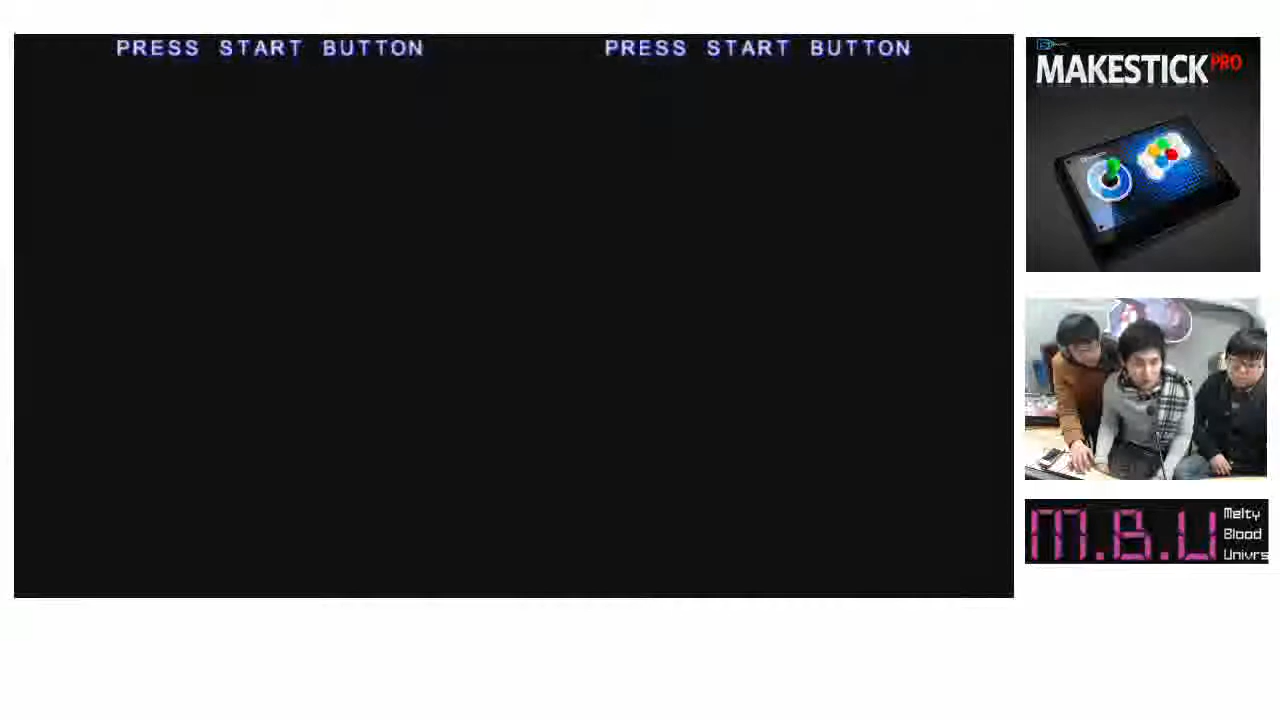 PRESS START BUTTON
PRESS START BUTTON
MAKESTICK PRO
M.B.U
Melty
Blood
Univrs